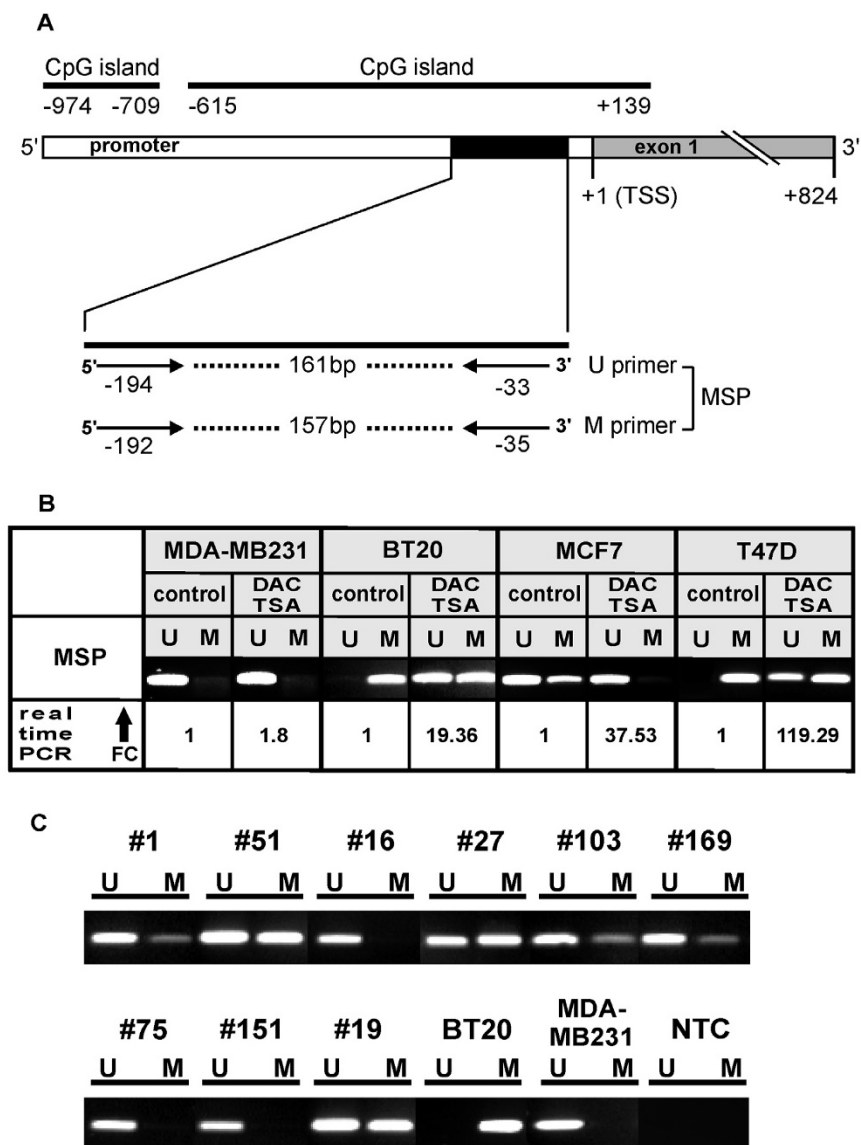 A
CpG island CpG island
-974 -709 -615 +139
5' promoter exon 1 3'
+1 (TSS) +824
5' 161bp 3' U primer
-194 -33
MSP
5' 157bp 3' M primer
-192 -35
B
MDA-MB231 BT20 MCF7 T47D
control DAC TSA control DAC TSA control DAC TSA control DAC TSA
MSP U M U M U M U M U M U M U M U M
real time PCR FC 1 1.8 1 19.36 1 37.53 1 119.29
C
#1 #51 #16 #27 #103 #169
U M U M U M U M U M U M
#75 #151 #19 BT20 MDA-MB231 NTC
U M U M U M U M U M U M